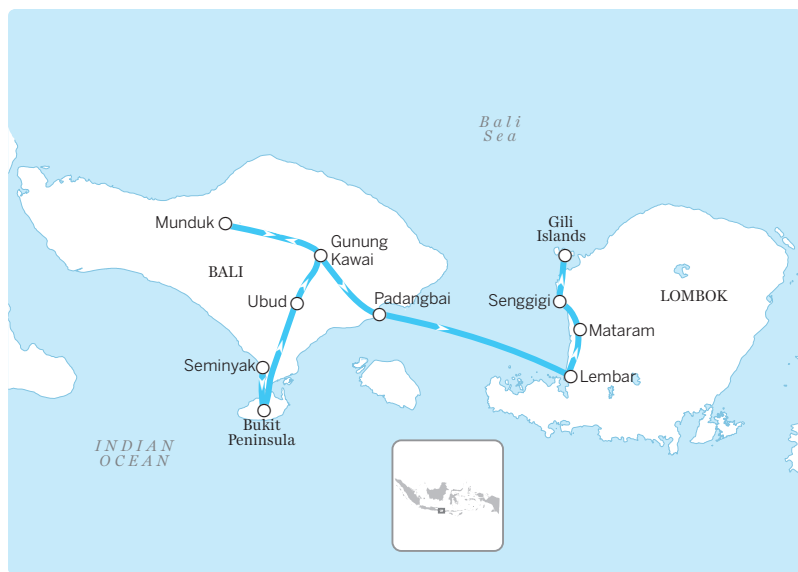 Bali
Sea
Munduk
Gunung
Kawai
Gili
Islands
BALI
Ubud
Padangbai
Senggigi
LOMBOK
Mataram
Seminyak
Lembar
Bukit
Peninsula
INDIAN
OCEAN